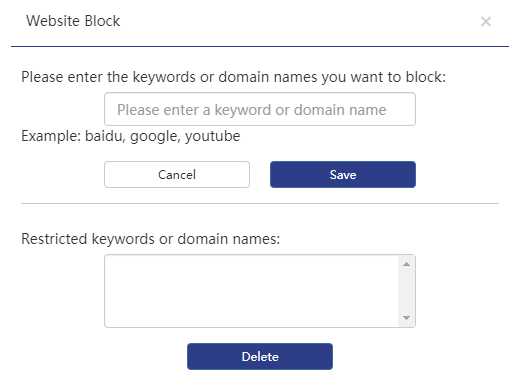 Website Block
×
Please enter the keywords or domain names you want to block:
Please enter a keyword or domain name
Example: baidu, google, youtube
Cancel Save
Restricted keywords or domain names:
Delete